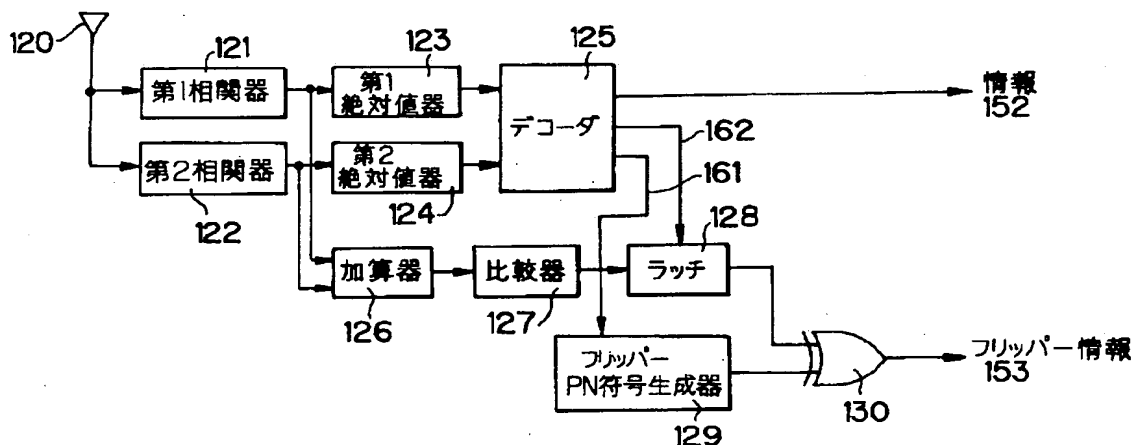 120
121
第1相関器
第2相関器
122
123
第1
絶対値器
第2
絶対値器
124
125
デコーダ
情報
152
162
161
加算器
126
比較器
127
128
ラッチ
フリッパー
PN符号生成器
129
130
フリッパー情報
153